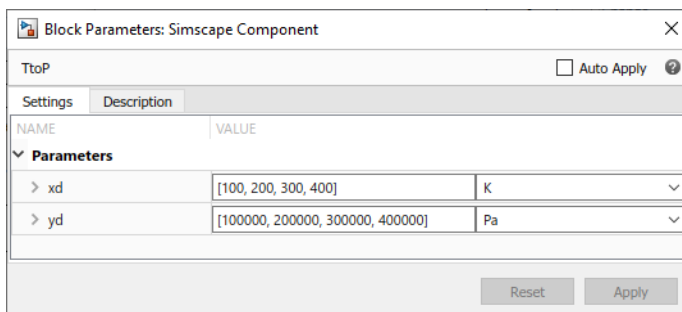 Block Parameters: Simscape Component
TtoP
Auto Apply
Settings Description
NAME VALUE
Parameters
xd [100, 200, 300, 400] K
yd [100000, 200000, 300000, 400000] Pa
Reset Apply